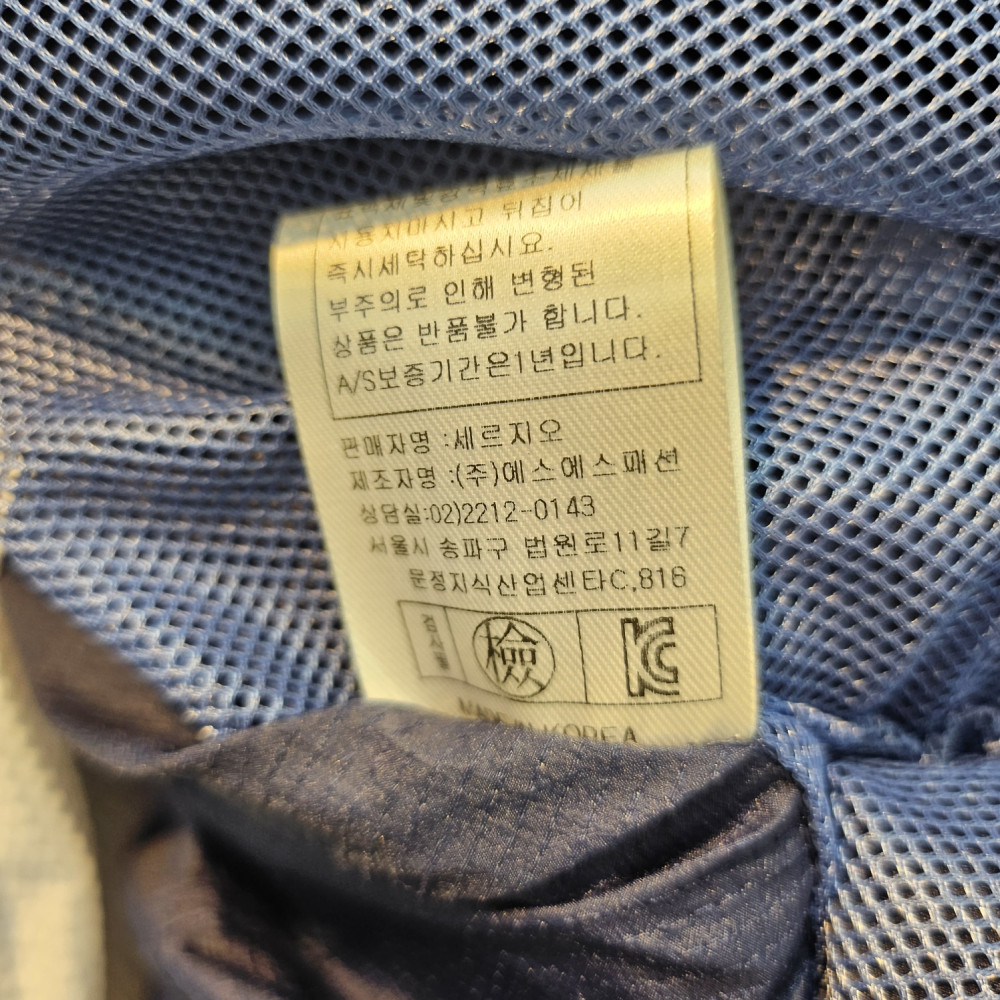 사용치마시고 뒤집어
즉시세탁하십시요.
부주의로 인해 변형된
상품은 반품불가 합니다.
A/S보증기간은1년입니다.
판매자명 :세르지오
제조자명 :(주)에스에스패션
상담실:02)2212-0143
서울시 송파구 법원로11길7
문정지식산업센타C,816
검사필 檢 KC
KOREA